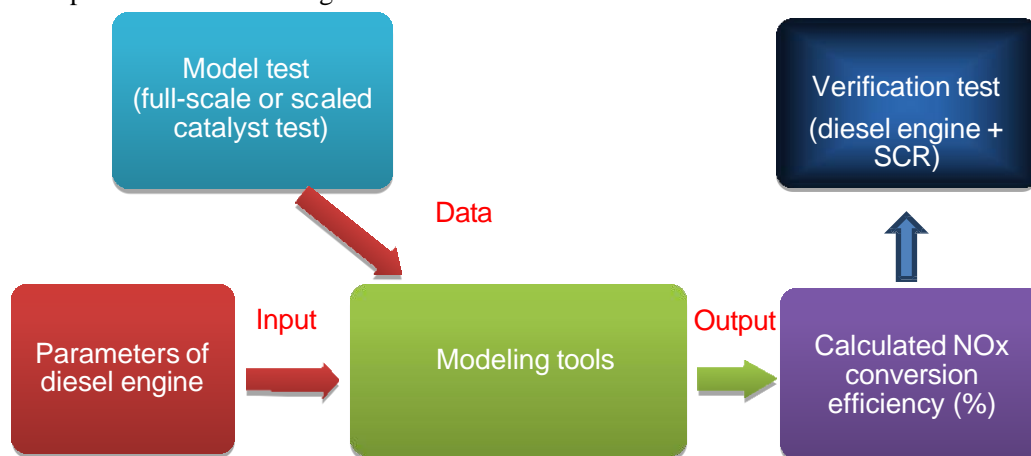 Model test
(full-scale or scaled
catalyst test)
Verification test
(diesel engine +
SCR)
Data
Input
Output
Parameters of
diesel engine
Modeling tools
Calculated NOx
conversion
efficiency (%)